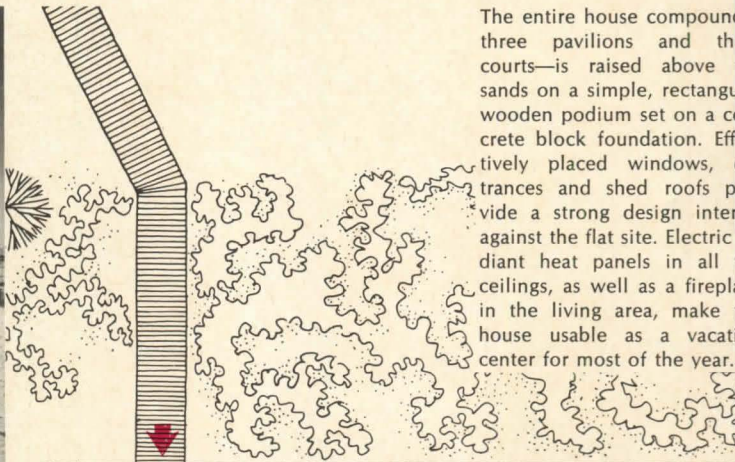 The entire house compound
three pavilions and th
courts—is raised above
sands on a simple, rectangu
wooden podium set on a co
crete block foundation. Eff
tively placed windows,
trances and shed roofs p
vide a strong design inter
against the flat site. Electric
diant heat panels in all
ceilings, as well as a firepla
in the living area, make
house usable as a vacati
center for most of the year.